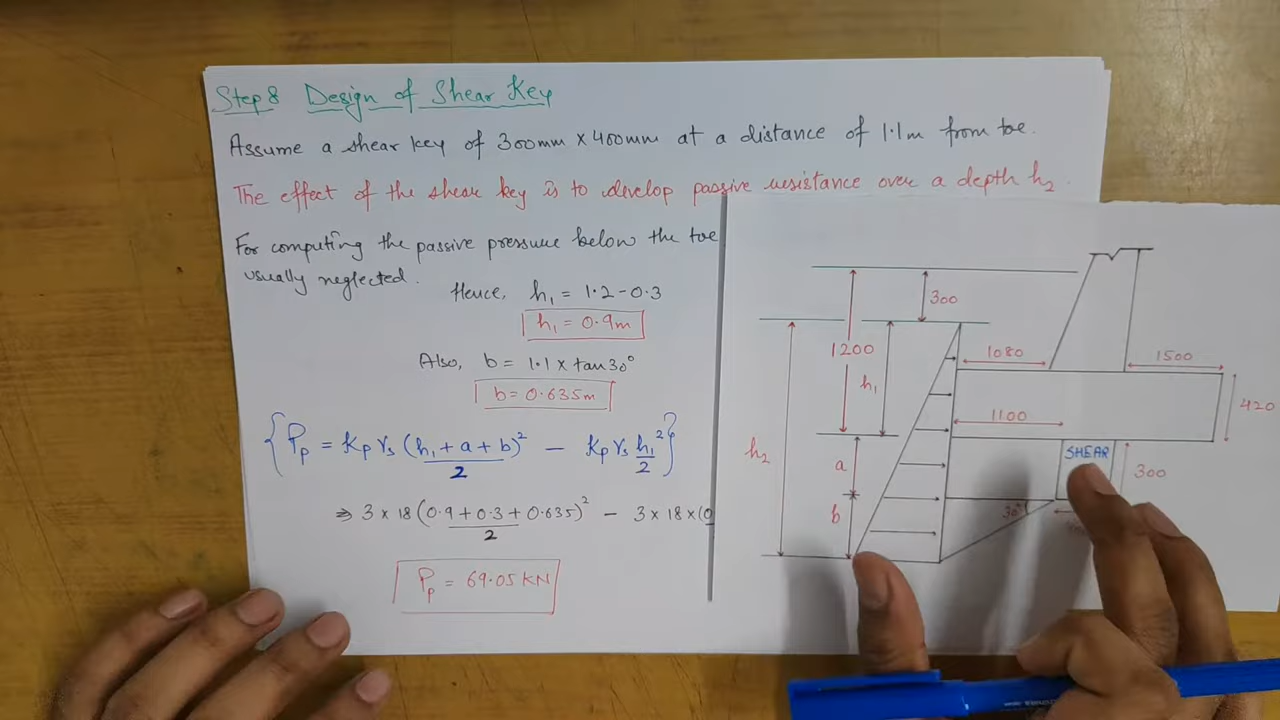 Step 8 Design of Shear Key
Assume a shear key of 300mm x 400mm at a distance of 1.1m from toe.
The effect of the shear key is to develop passive resistance over a depth h₂.
For computing the passive pressure below the toe
usually neglected.
Hence, h₁ = 1.2 - 0.3
h₁ = 0.9m
Also, b = 1.1 x tan30°
b = 0.635m
{Pₚ = Kₚ γₛ (h₁ + a + b)²/2 - Kₚ γₛ h₁²/2}
⇒ 3 x 18 (0.9 + 0.3 + 0.635)²/2 - 3 x 18 x (0
Pₚ = 69.05 KN
300
1200
1080
1500
h₁
420
1100
h₂
SHEAR
a
300
b
30°